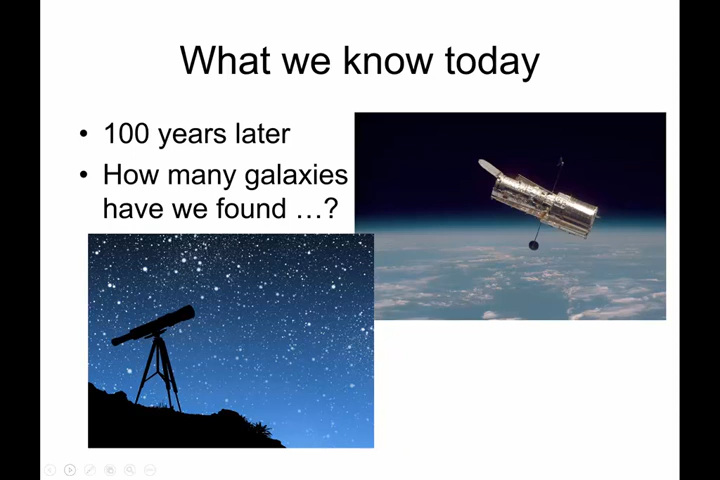 What we know today
• 100 years later
• How many galaxies
have we found …?